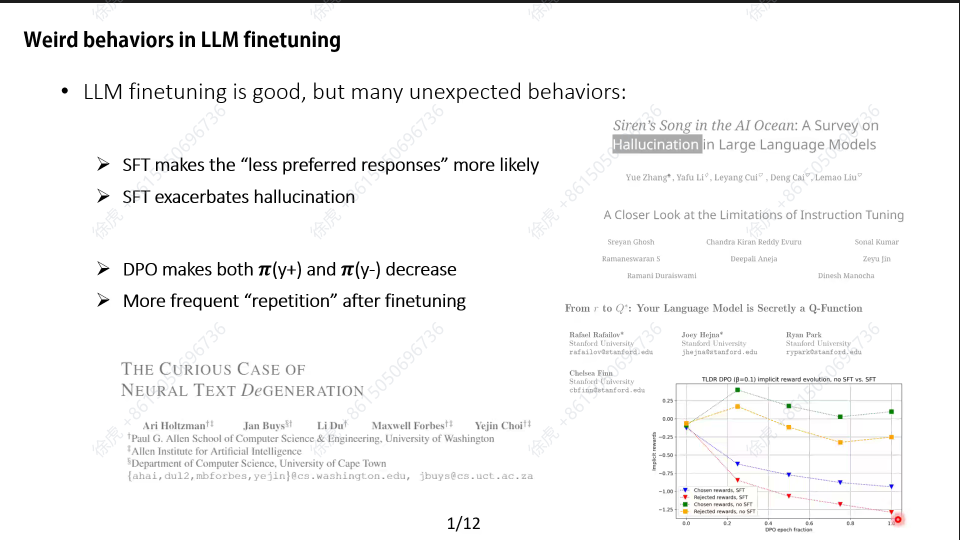 Weird behaviors in LLM finetuning
• LLM finetuning is good, but many unexpected behaviors:
➢ SFT makes the “less preferred responses” more likely
➢ SFT exacerbates hallucination
➢ DPO makes both π(y+) and π(y-) decrease
➢ More frequent “repetition” after finetuning
THE CURIOUS CASE OF
NEURAL TEXT DeGENERATION
Ari Holtzman†‡ Jan Buys§† Li Du† Maxwell Forbes†‡ Yejin Choi†‡
†Paul G. Allen School of Computer Science & Engineering, University of Washington
‡Allen Institute for Artificial Intelligence
§Department of Computer Science, University of Cape Town
{ahai,dul2,mbforbes,yejin}@cs.washington.edu, jbuys@cs.uct.ac.za
Siren’s Song in the AI Ocean: A Survey on
Hallucination in Large Language Models
Yue Zhang, Yafu Li, Leyang Cui, Deng Cai, Lemao Liu
A Closer Look at the Limitations of Instruction Tuning
Sreyan Ghosh Chandra Kiran Reddy Evuru Sonal Kumar
Ramaneswaran S Deepali Aneja Zeyu Jin
Ramani Duraiswami Dinesh Manocha
From r to Q*: Your Language Model is Secretly a Q-Function
Rafael Rafailov* Joey Hejna* Ryan Park
Stanford University Stanford University Stanford University
rafailov@stanford.edu jhejna@stanford.edu rypark@stanford.edu
Chelsea Finn
Stanford University
cbfinn@stanford.edu
TLDR DPO (β=0.1) implicit reward evolution, no SFT vs. SFT
Implicit rewards
0.25
0.00
−0.25
−0.50
−0.75
−1.00
−1.25
Chosen rewards, SFT
Rejected rewards, SFT
Chosen rewards, no SFT
Rejected rewards, no SFT
0.0 0.2 0.4 0.6 0.8
DPO epoch fraction
1/12
徐虎 +8615050696736